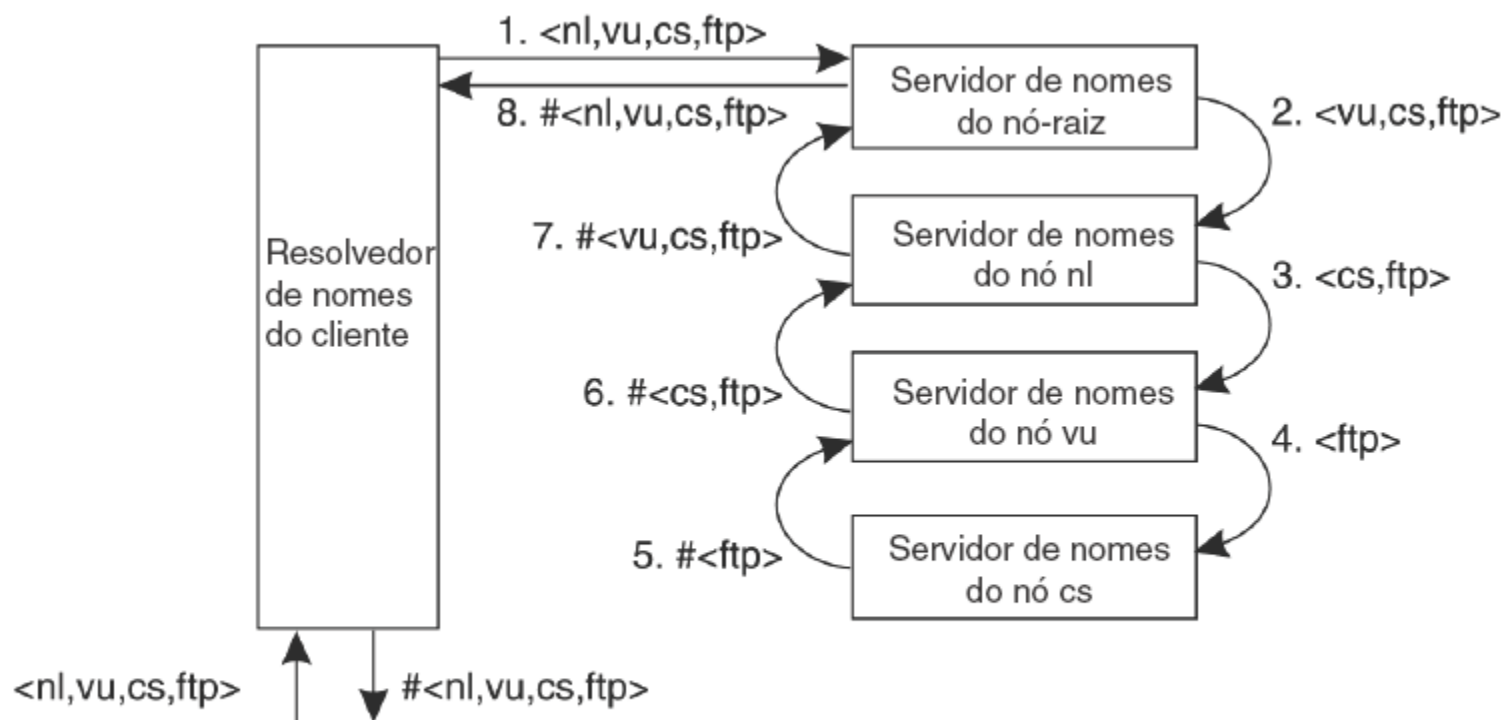 1. <nl,vu,cs,ftp>
8. #<nl,vu,cs,ftp>
Servidor de nomes
do nó-raiz
2. <vu,cs,ftp>
7. #<vu,cs,ftp>
Servidor de nomes
do nó nl
Resolvedor
de nomes
do cliente
3. <cs,ftp>
6. #<cs,ftp>
Servidor de nomes
do nó vu
4. <ftp>
5. #<ftp>
Servidor de nomes
do nó cs
<nl,vu,cs,ftp>
#<nl,vu,cs,ftp>